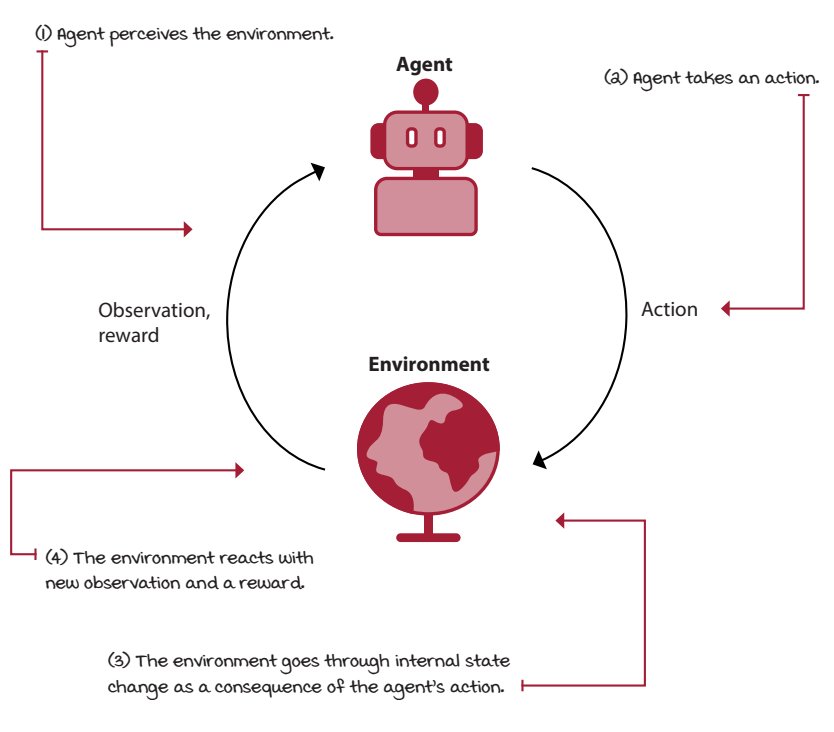 (1) Agent perceives the environment.
Agent
(2) Agent takes an action.
Observation,
reward
Action
Environment
(4) The environment reacts with
new observation and a reward.
(3) The environment goes through internal state
change as a consequence of the agent's action.